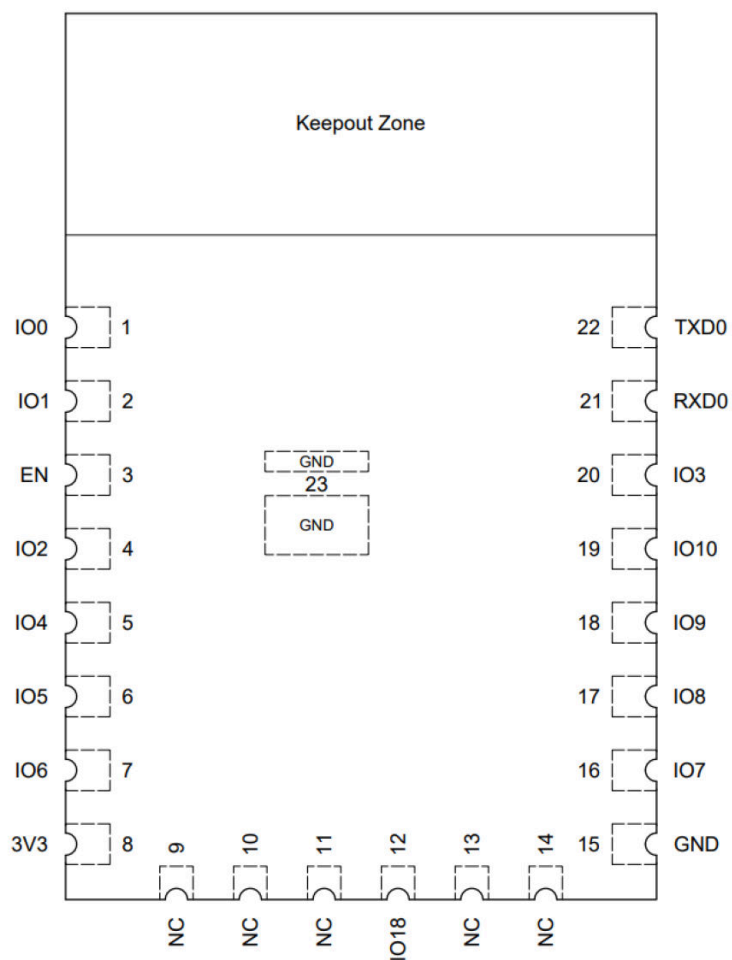 Keepout Zone
IO0 1 22 TXD0
IO1 2 21 RXD0
EN 3 20 IO3
GND
23
GND
IO2 4 19 IO10
IO4 5 18 IO9
IO5 6 17 IO8
IO6 7 16 IO7
3V3 8 15 GND
9 10 11 12 13 14
NC NC NC IO18 NC NC